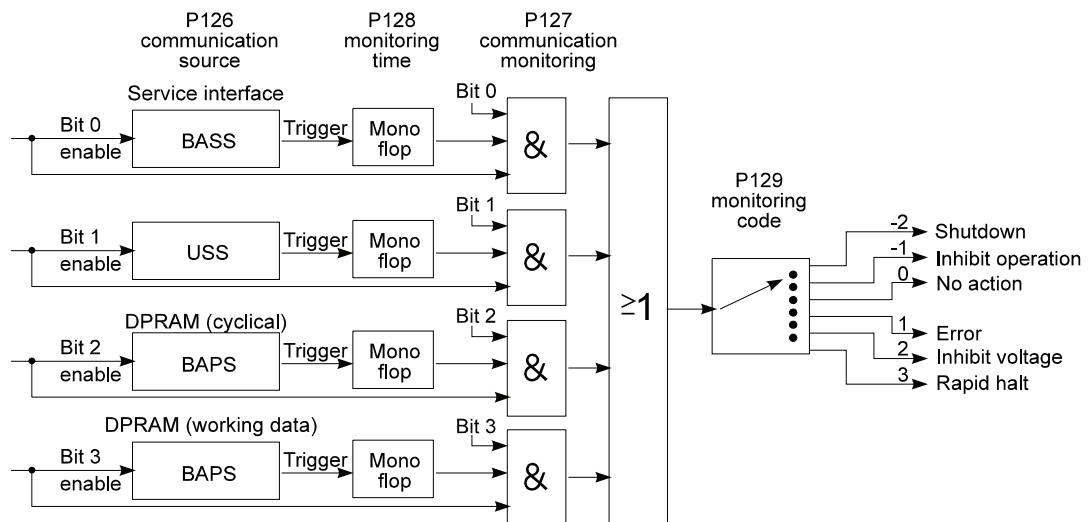 P126
communication
source
P128
monitoring
time
P127
communication
monitoring
Service interface
Bit 0
enable
BASS
Trigger
Mono
flop
Bit 0
&
Bit 1
enable
USS
Trigger
Mono
flop
Bit 1
&
DPRAM (cyclical)
Bit 2
enable
BAPS
Trigger
Mono
flop
Bit 2
&
DPRAM (working data)
Bit 3
enable
BAPS
Trigger
Mono
flop
Bit 3
&
≥1
P129
monitoring
code
-2 Shutdown
-1 Inhibit operation
0 No action
1 Error
2 Inhibit voltage
3 Rapid halt